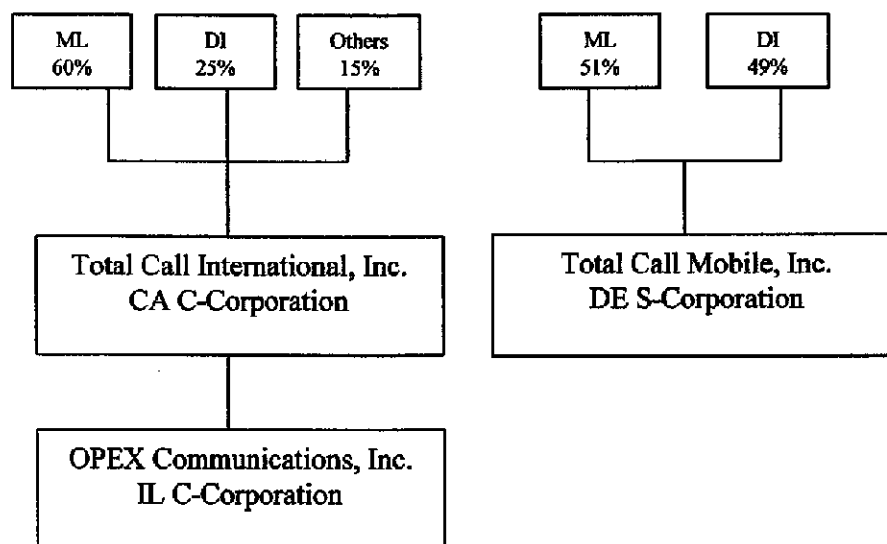 ML
60%
DI
25%
Others
15%
ML
51%
DI
49%
Total Call International, Inc.
CA C-Corporation
Total Call Mobile, Inc.
DE S-Corporation
OPEX Communications, Inc.
IL C-Corporation